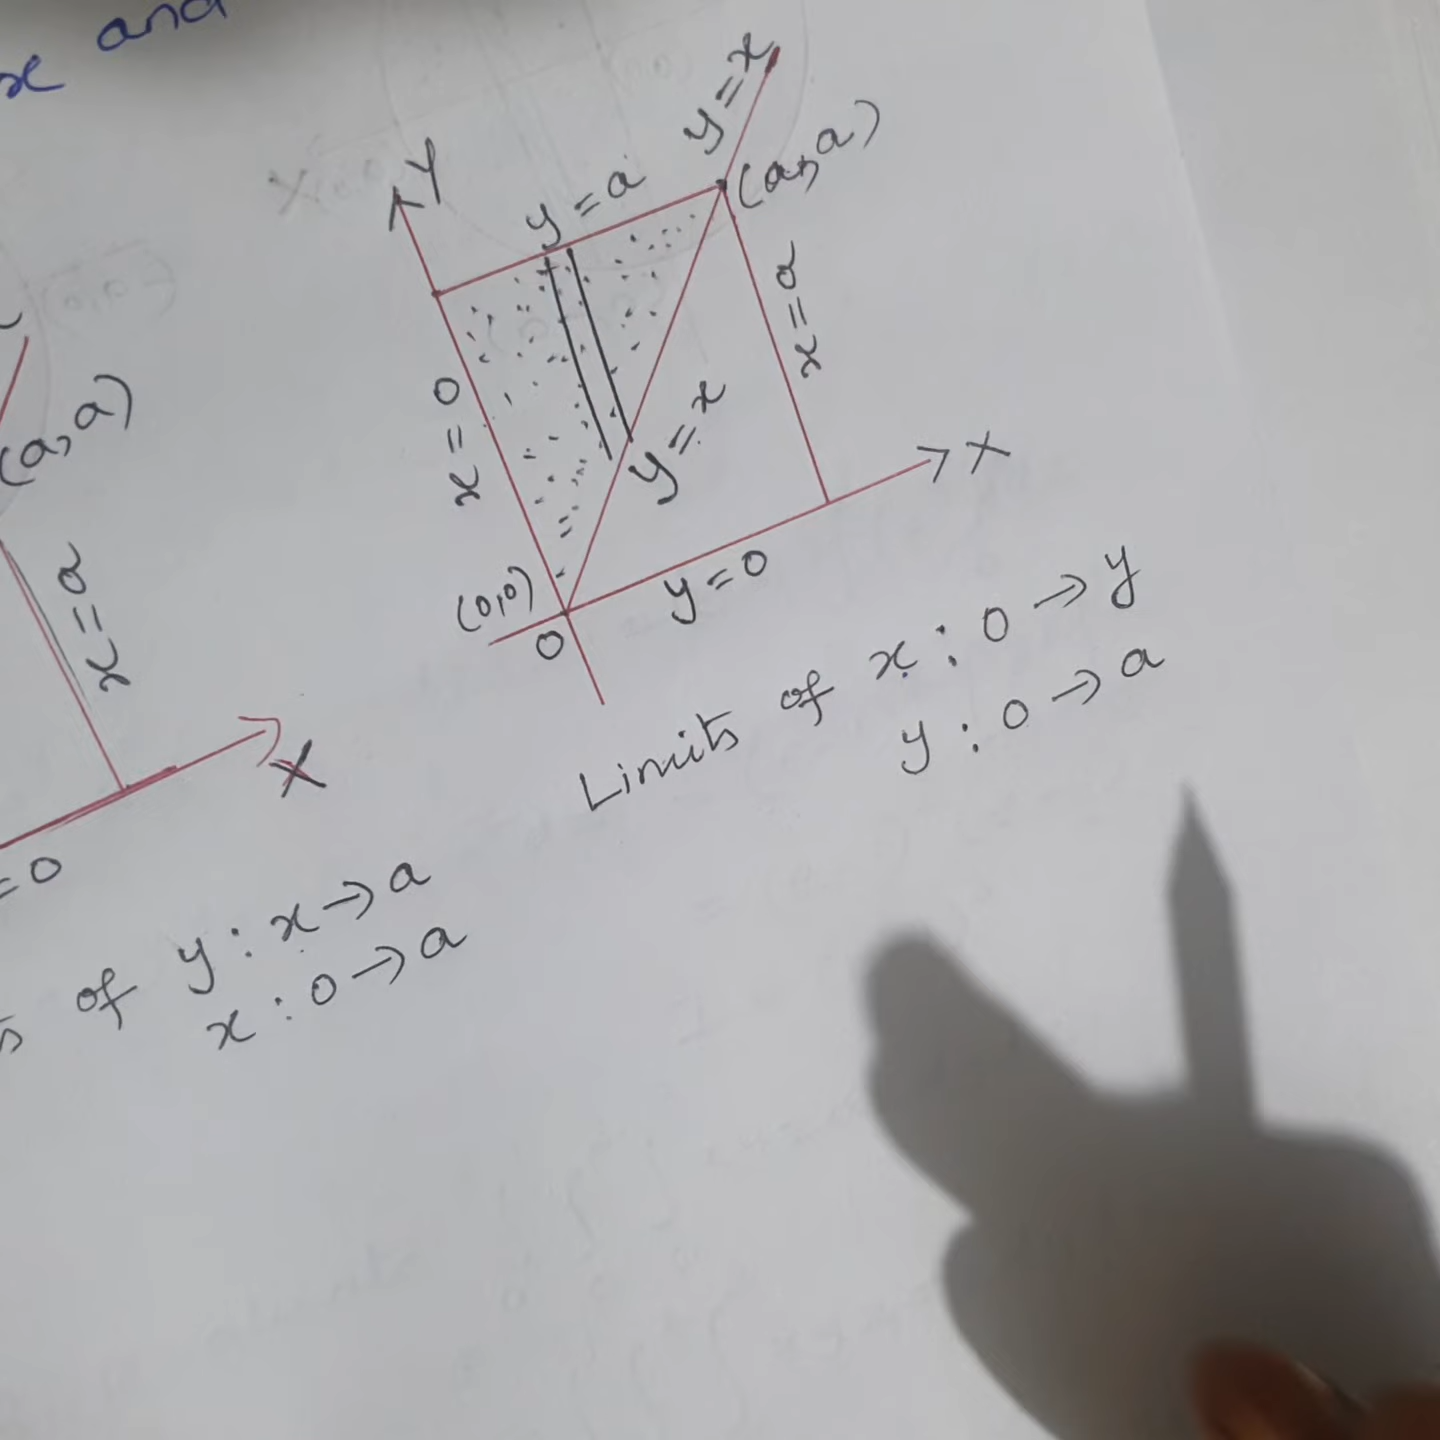 x and
Y
y = x
y = a
(a, a)
x = 0
x = a
y = x
X
(0,0)
O
y = 0
Limits of x : 0 → y
y : 0 → a
(a, a)
x = a
X
= 0
of y : x → a
x : 0 → a